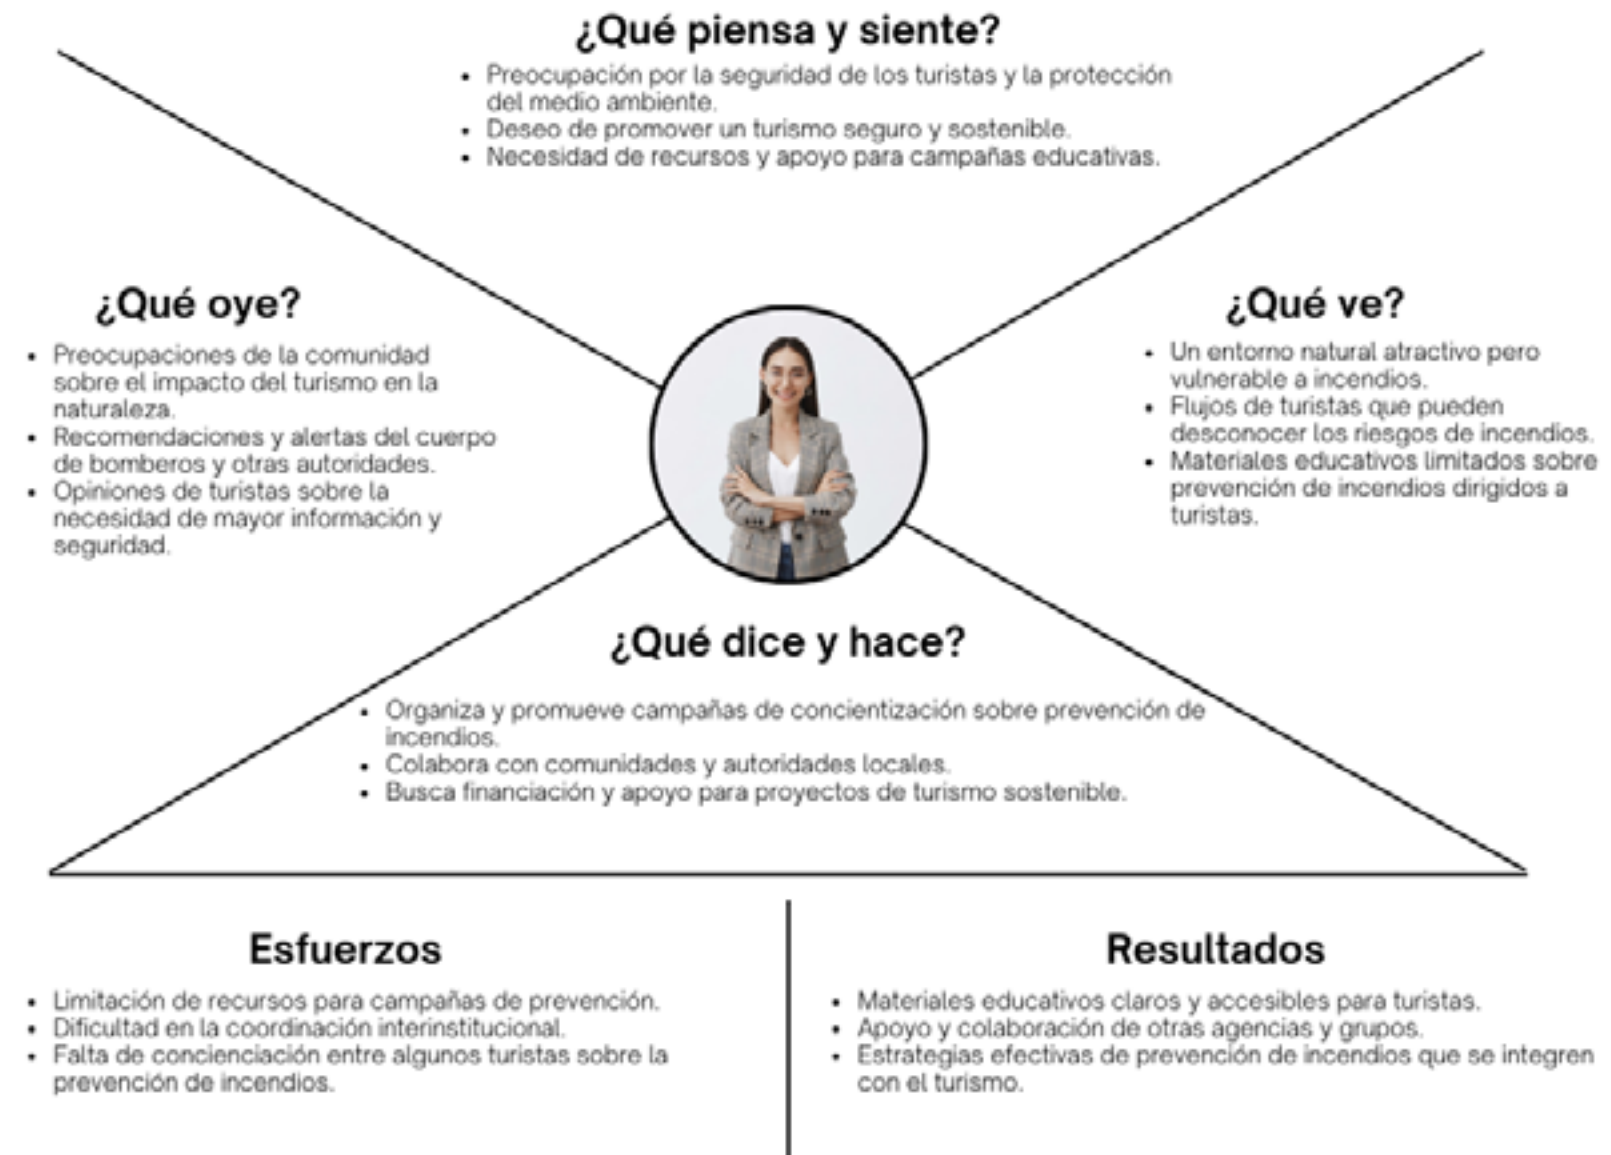 ¿Qué piensa y siente?
• Preocupación por la seguridad de los turistas y la protección
del medio ambiente.
• Deseo de promover un turismo seguro y sostenible.
• Necesidad de recursos y apoyo para campañas educativas.
¿Qué oye?
• Preocupaciones de la comunidad
sobre el impacto del turismo en la
naturaleza.
• Recomendaciones y alertas del cuerpo
de bomberos y otras autoridades.
• Opiniones de turistas sobre la
necesidad de mayor información y
seguridad.
¿Qué ve?
• Un entorno natural atractivo pero
vulnerable a incendios.
• Flujos de turistas que pueden
desconocer los riesgos de incendios.
• Materiales educativos limitados sobre
prevención de incendios dirigidos a
turistas.
¿Qué dice y hace?
• Organiza y promueve campañas de concientización sobre prevención de
incendios.
• Colabora con comunidades y autoridades locales.
• Busca financiación y apoyo para proyectos de turismo sostenible.
Esfuerzos
• Limitación de recursos para campañas de prevención.
• Dificultad en la coordinación interinstitucional.
• Falta de concienciación entre algunos turistas sobre la
prevención de incendios.
Resultados
• Materiales educativos claros y accesibles para turistas.
• Apoyo y colaboración de otras agencias y grupos.
• Estrategias efectivas de prevención de incendios que se integren
con el turismo.